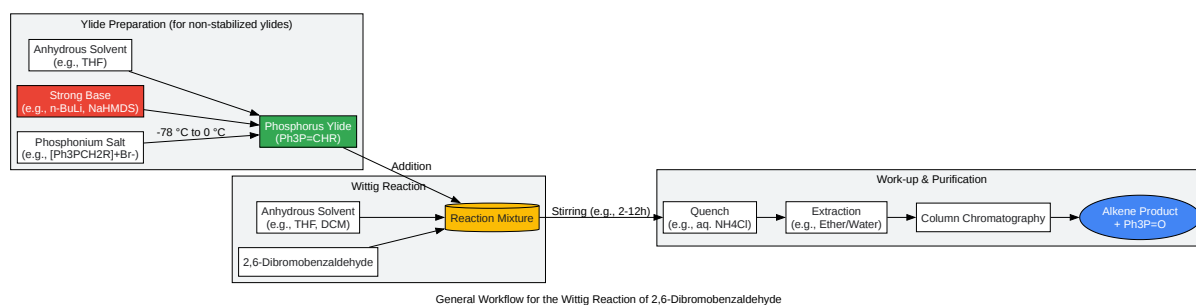 Ylide Preparation (for non-stabilized ylides)
Anhydrous Solvent
(e.g., THF)
Strong Base
(e.g., n-BuLi, NaHMDS)
Phosphonium Salt
(e.g., [Ph3PCH2R]+Br-)
-78 °C to 0 °C
Phosphorus Ylide
(Ph3P=CHR)
Addition
Wittig Reaction
Anhydrous Solvent
(e.g., THF, DCM)
2,6-Dibromobenzaldehyde
Reaction Mixture
Stirring (e.g., 2-12h)
Work-up & Purification
Quench
(e.g., aq. NH4Cl)
Extraction
(e.g., Ether/Water)
Column Chromatography
Alkene Product
+ Ph3P=O
General Workflow for the Wittig Reaction of 2,6-Dibromobenzaldehyde